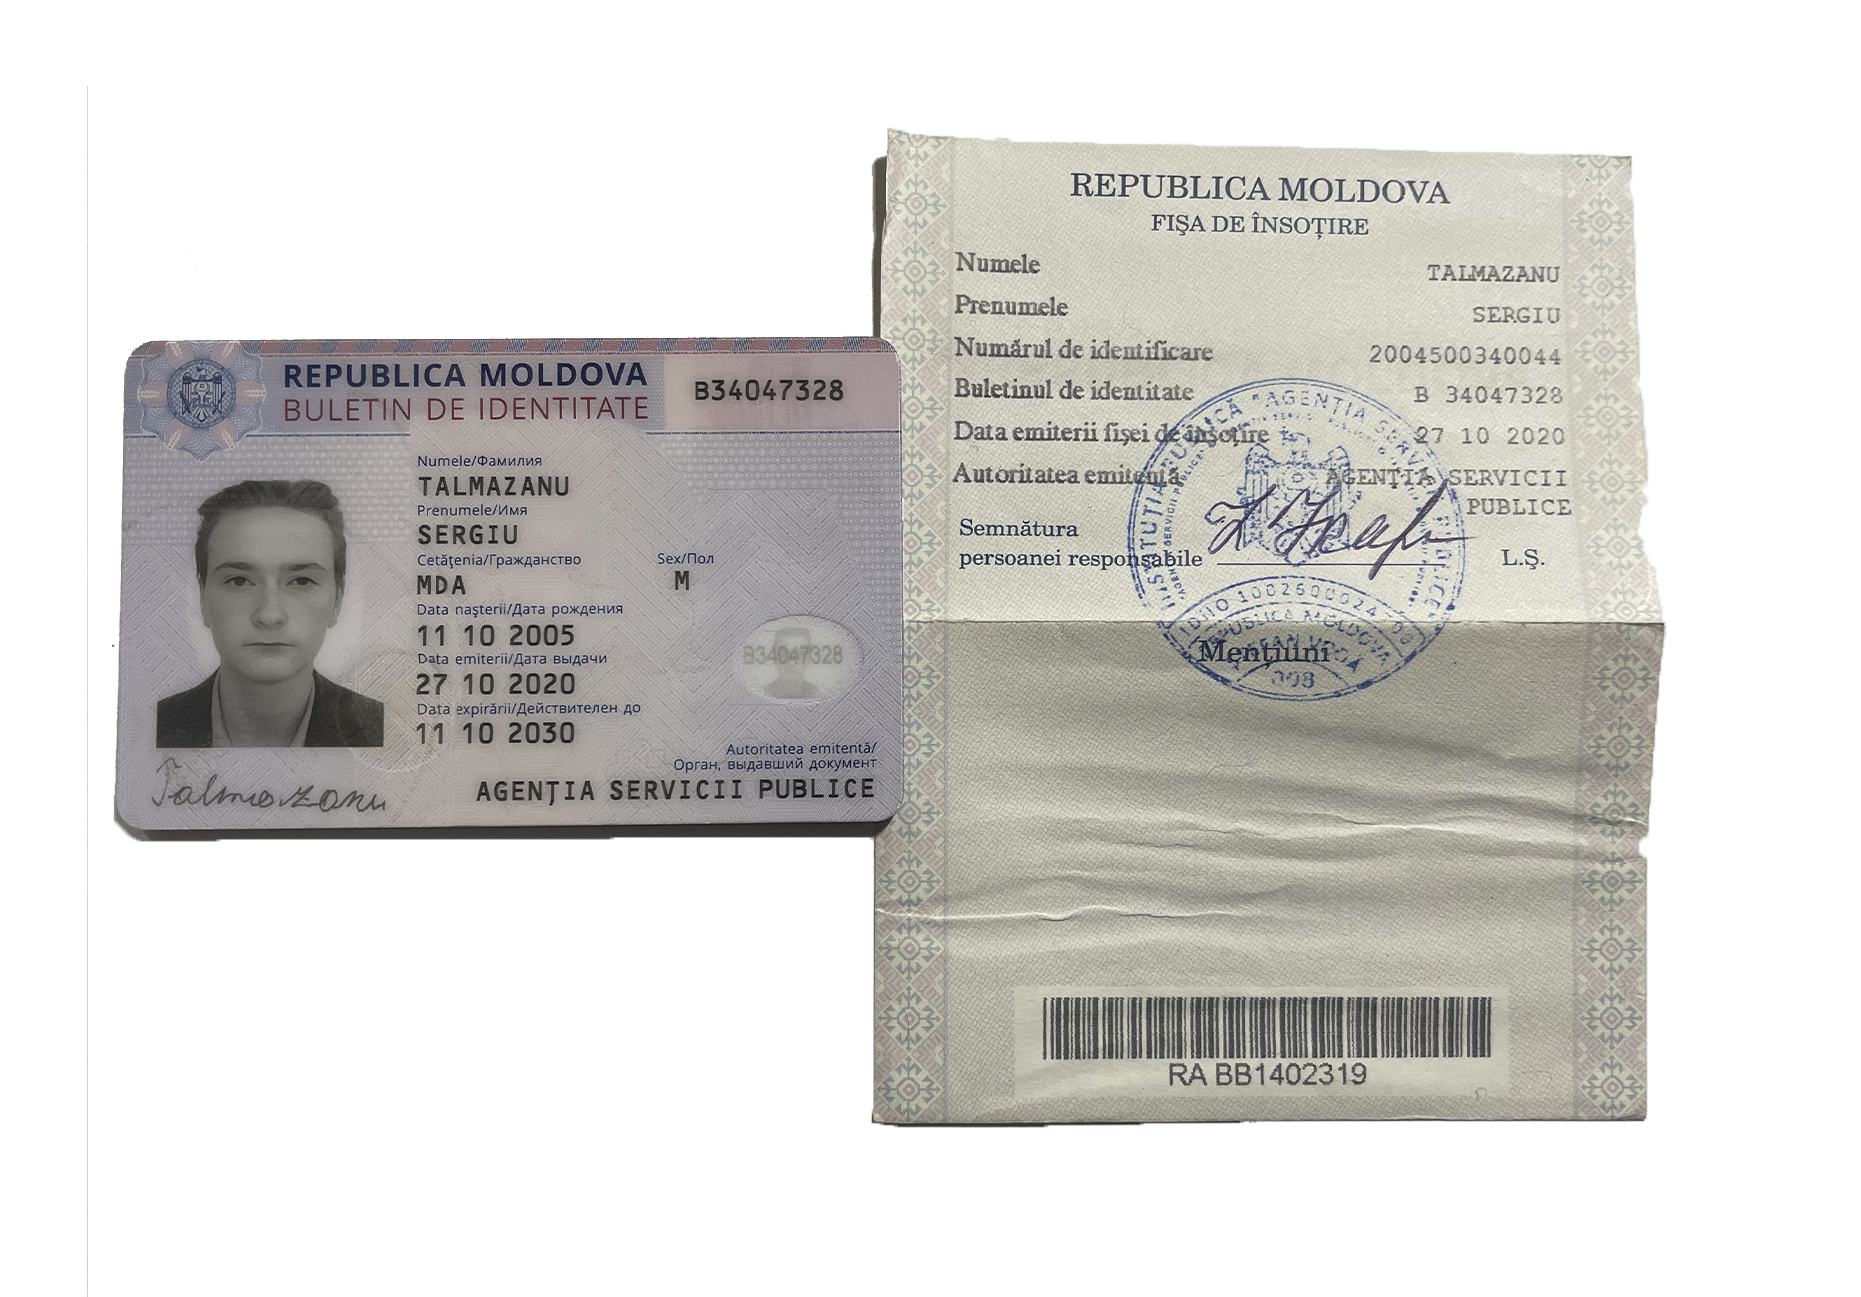 REPUBLICA MOLDOVA
BULETIN DE IDENTITATE
B34047328
Numele/Фамилия
TALMAZANU
Prenumele/Имя
SERGIU
Cetăţenia/Гражданство
Sex/Пол
MDA
M
Data naşterii/Дата рождения
11 10 2005
Data emiterii/Дата выдачи
27 10 2020
Data expirării/Действителен до
11 10 2030
B34047328
Autoritatea emitentă/
Орган, выдавший документ
AGENŢIA SERVICII PUBLICE
Talmazanu
REPUBLICA MOLDOVA
FIŞA DE ÎNSOŢIRE
Numele TALMAZANU
Prenumele SERGIU
Numărul de identificare 2004500340044
Buletinul de identitate B 34047328
Data emiterii fişei de însoţire 27 10 2020
Autoritatea emitentă AGENŢIA SERVICII
PUBLICE
Semnătura
persoanei responsabile L.Ş.
INSTITUŢIA PUBLICĂ * AGENŢIA SERVICII PUBLICE
REPUBLICA MOLDOVA
ŞTEFAN VODĂ
008
Menţiuni
RA BB1402319